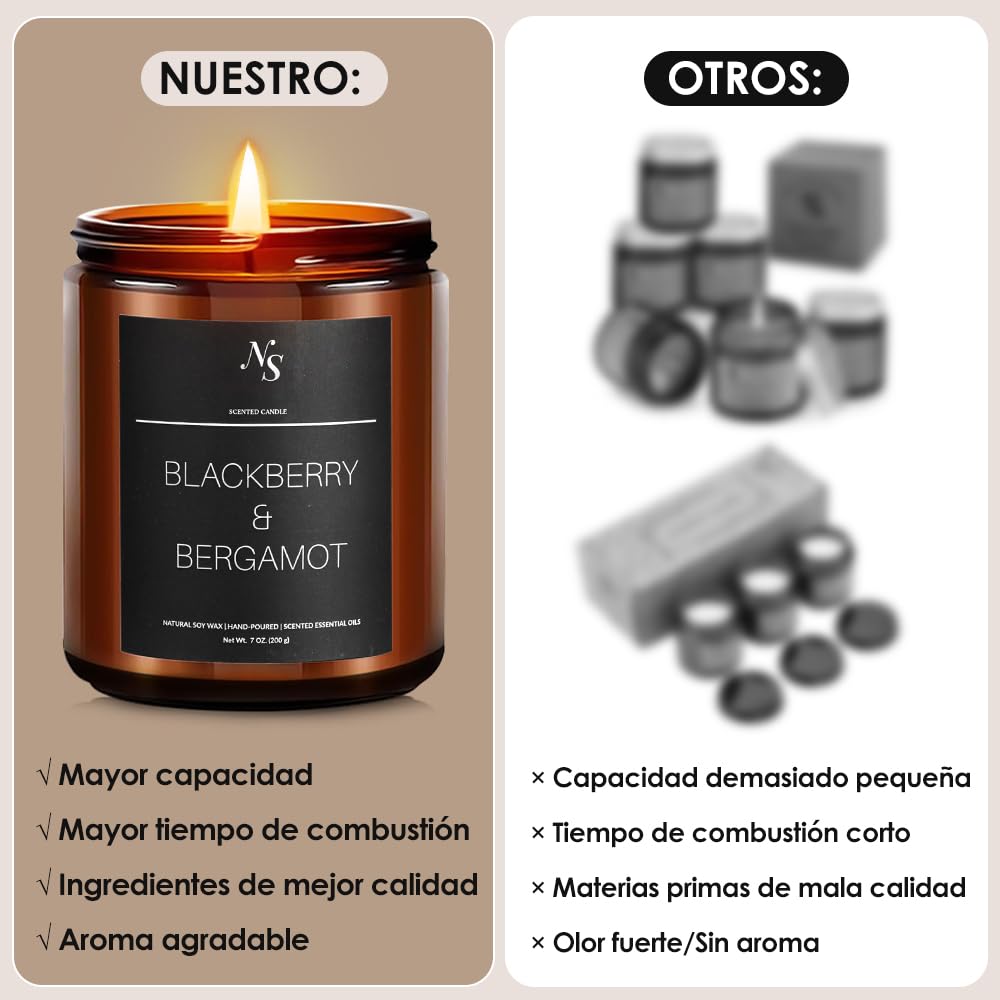 NUESTRO:
NS
SCENTED CANDLE
BLACKBERRY
&
BERGAMOT
NATURAL SOY WAX | HAND-POURED | SCENTED ESSENTIAL OILS
Net Wt. 7 OZ. (200 g)
√ Mayor capacidad
√ Mayor tiempo de combustión
√ Ingredientes de mejor calidad
√ Aroma agradable
OTROS:
× Capacidad demasiado pequeña
× Tiempo de combustión corto
× Materias primas de mala calidad
× Olor fuerte/Sin aroma